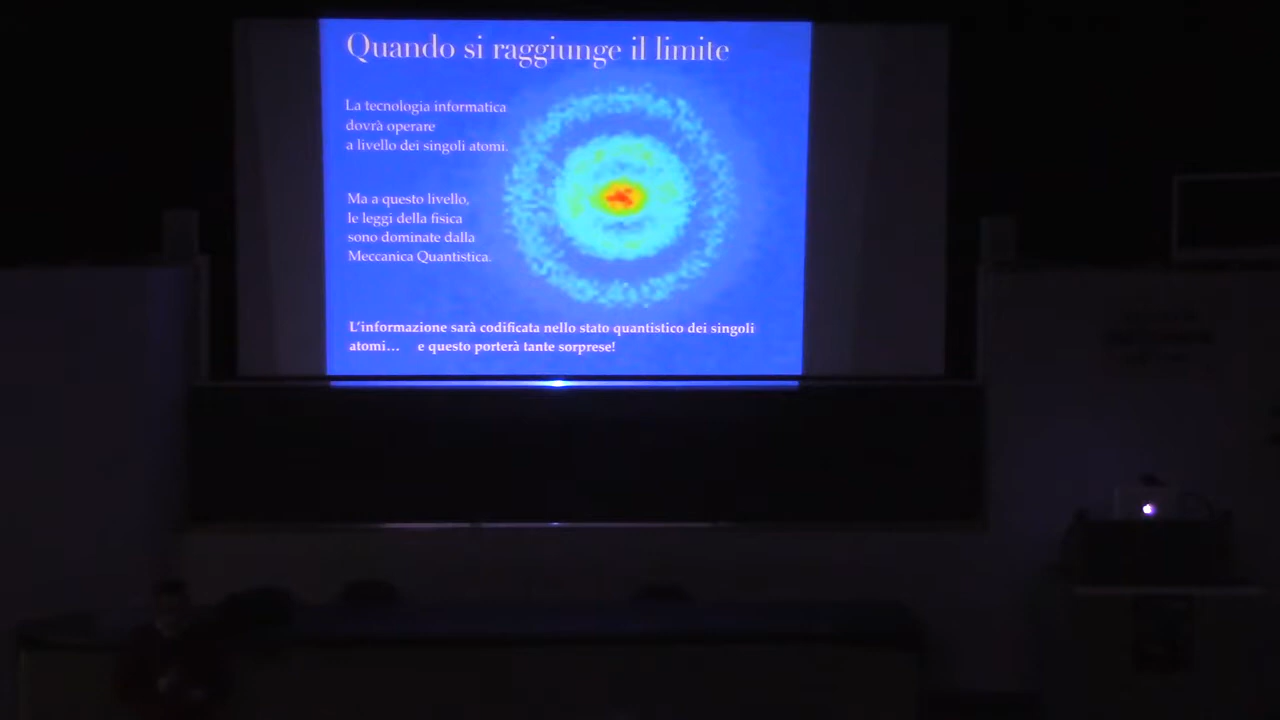 Quando si raggiunge il limite
La tecnologia informatica
dovrà operare
a livello dei singoli atomi.
Ma a questo livello,
le leggi della fisica
sono dominate dalla
Meccanica Quantistica.
L'informazione sarà codificata nello stato quantistico dei singoli
atomi... e questo porterà tante sorprese!